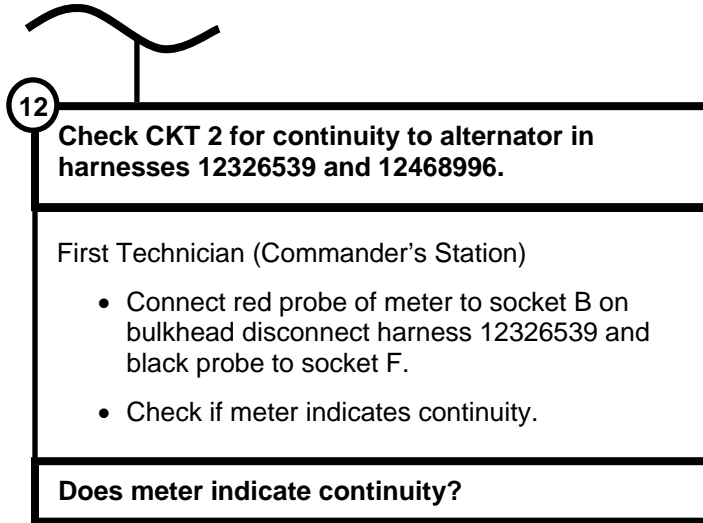 12
Check CKT 2 for continuity to alternator in
harnesses 12326539 and 12468996.
First Technician (Commander's Station)
• Connect red probe of meter to socket B on
bulkhead disconnect harness 12326539 and
black probe to socket F.
• Check if meter indicates continuity.
Does meter indicate continuity?